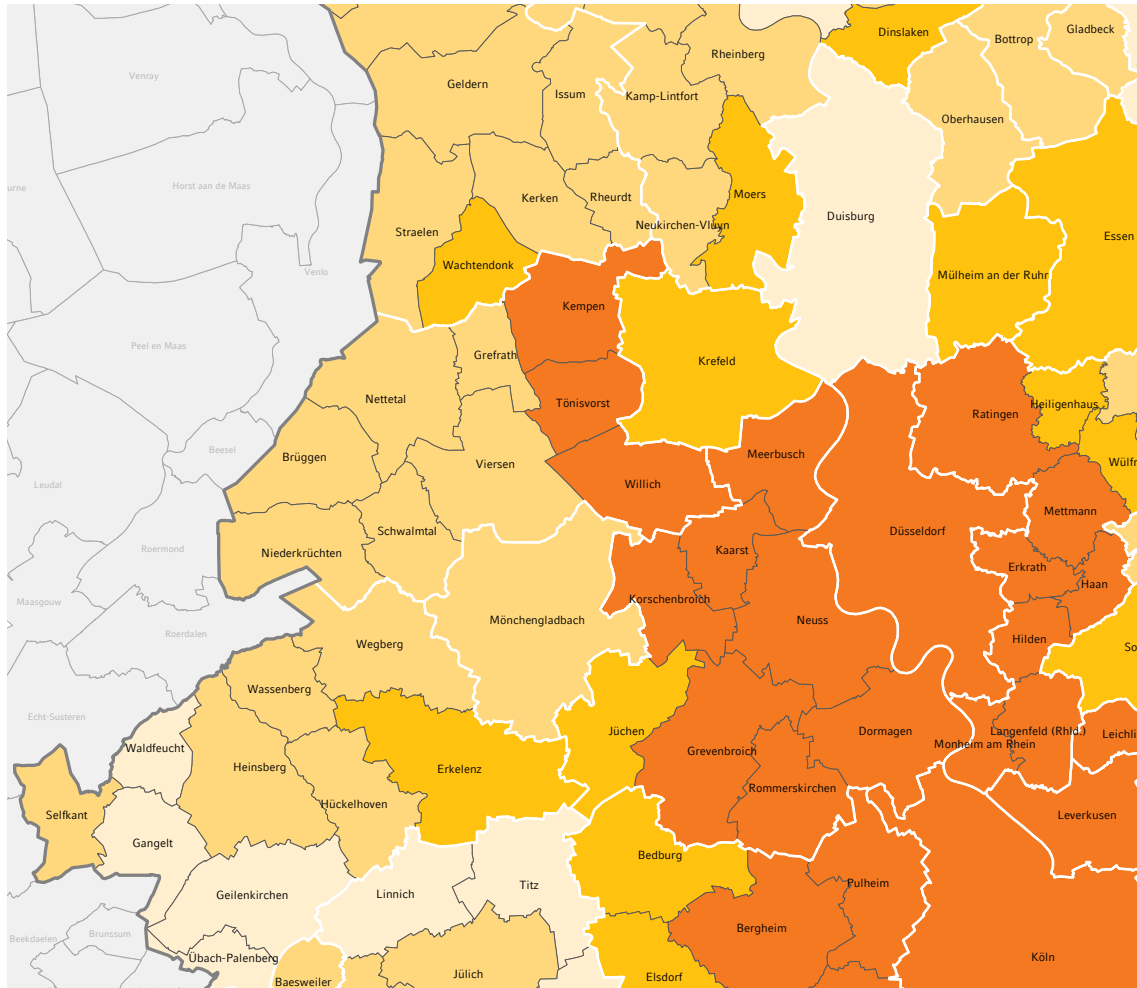 Dinslaken
Gladbeck
Bottrop
Rheinberg
Venray
Geldern
Issum
Kamp-Lintfort
Oberhausen
urne
Horst aan de Maas
Kerken
Rheurdt
Moers
Duisburg
Neukirchen-Vluyn
Straelen
Essen
Wachtendonk
Venlo
Mülheim an der Ruhr
Kempen
Peel en Maas
Grefrath
Krefeld
Nettetal
Tönisvorst
Heiligenhaus
Ratingen
Beesel
Brüggen
Viersen
Meerbusch
Wülfr
Leudal
Willich
Mettmann
Schwalmtal
Düsseldorf
Roermond
Niederkrüchten
Kaarst
Erkrath
Haan
Maasgouw
Korschenbroich
Mönchengladbach
Neuss
Roerdalen
Wegberg
Hilden
So
Wassenberg
Echt-Susteren
Jüchen
Dormagen
Langenfeld (Rhld.)
Leichli
Waldfeucht
Monheim am Rhein
Grevenbroich
Heinsberg
Erkelenz
Rommerskirchen
Hückelhoven
Selfkant
Leverkusen
Gangelt
Bedburg
Titz
Pulheim
Geilenkirchen
Linnich
Bergheim
Brunssum
Beekdaelen
Übach-Palenberg
Köln
Jülich
Elsdorf
Baesweiler